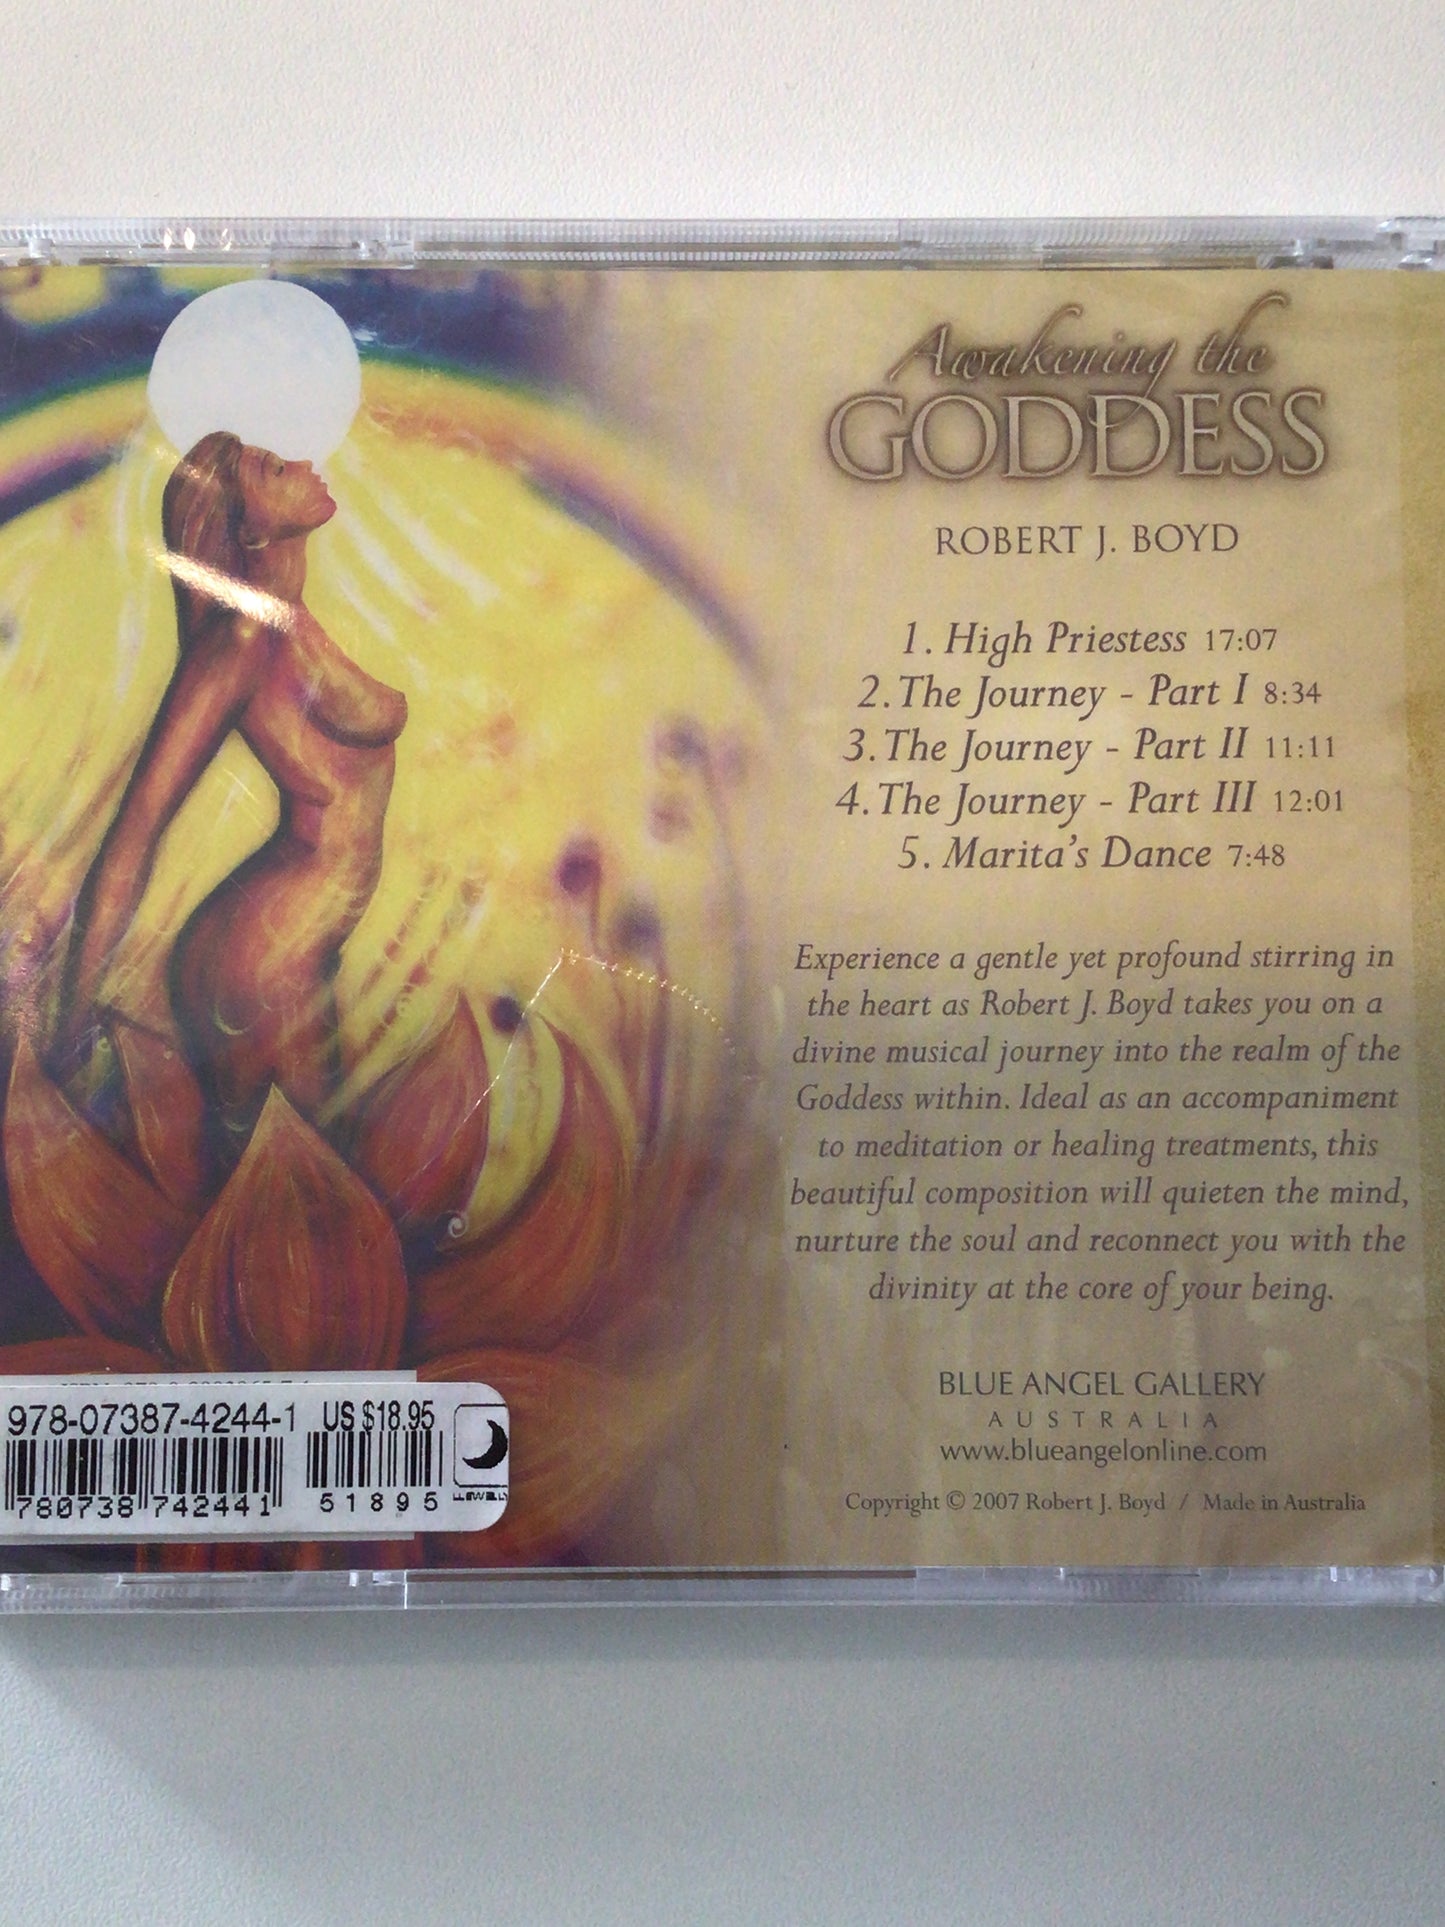 Awakening the
GODDESS
ROBERT J. BOYD
1. High Priestess 17:07
2. The Journey - Part I 8:34
3. The Journey - Part II 11:11
4. The Journey - Part III 12:01
5. Marita's Dance 7:48
Experience a gentle yet profound stirring in
the heart as Robert J. Boyd takes you on a
divine musical journey into the realm of the
Goddess within. Ideal as an accompaniment
to meditation or healing treatments, this
beautiful composition will quieten the mind,
nurture the soul and reconnect you with the
divinity at the core of your being.
BLUE ANGEL GALLERY
AUSTRALIA
www.blueangelonline.com
Copyright © 2007 Robert J. Boyd / Made in Australia
978-07387-4244-1 US $18.95
780738 742441 51895